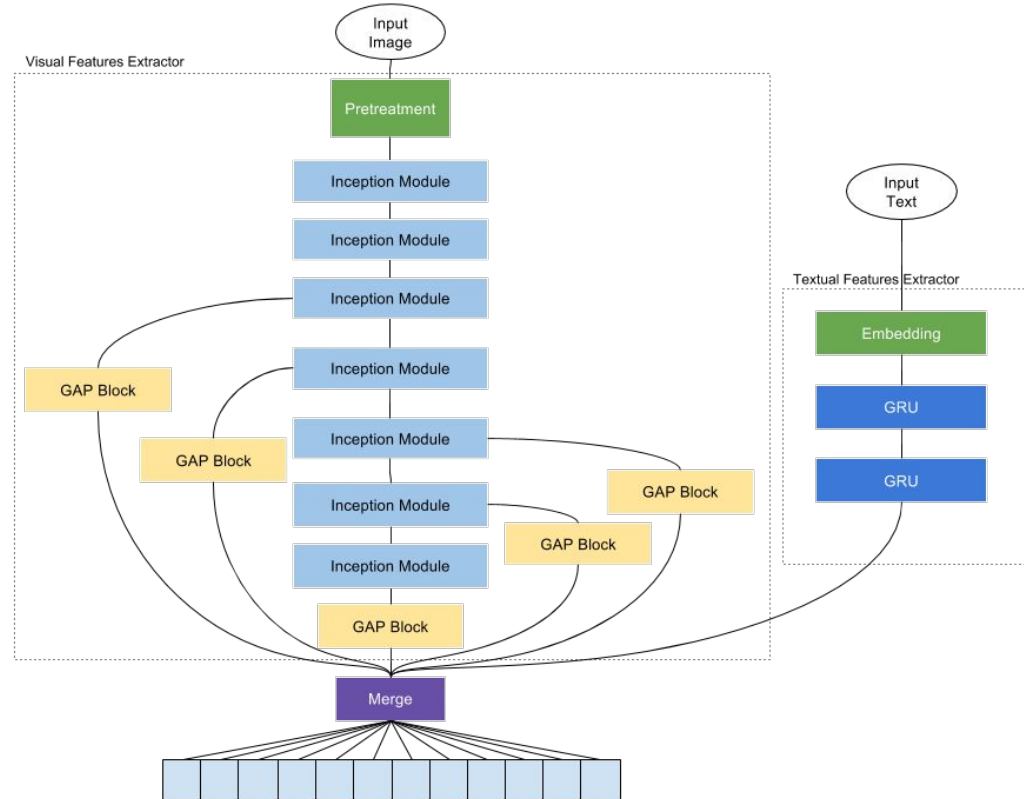 Input
Image
Visual Features Extractor
Pretreatment
Inception Module
Inception Module
Input
Text
Textual Features Extractor
Inception Module
Embedding
Inception Module
GAP Block
GRU
Inception Module
GAP Block
GRU
GAP Block
Inception Module
GAP Block
Inception Module
GAP Block
Merge